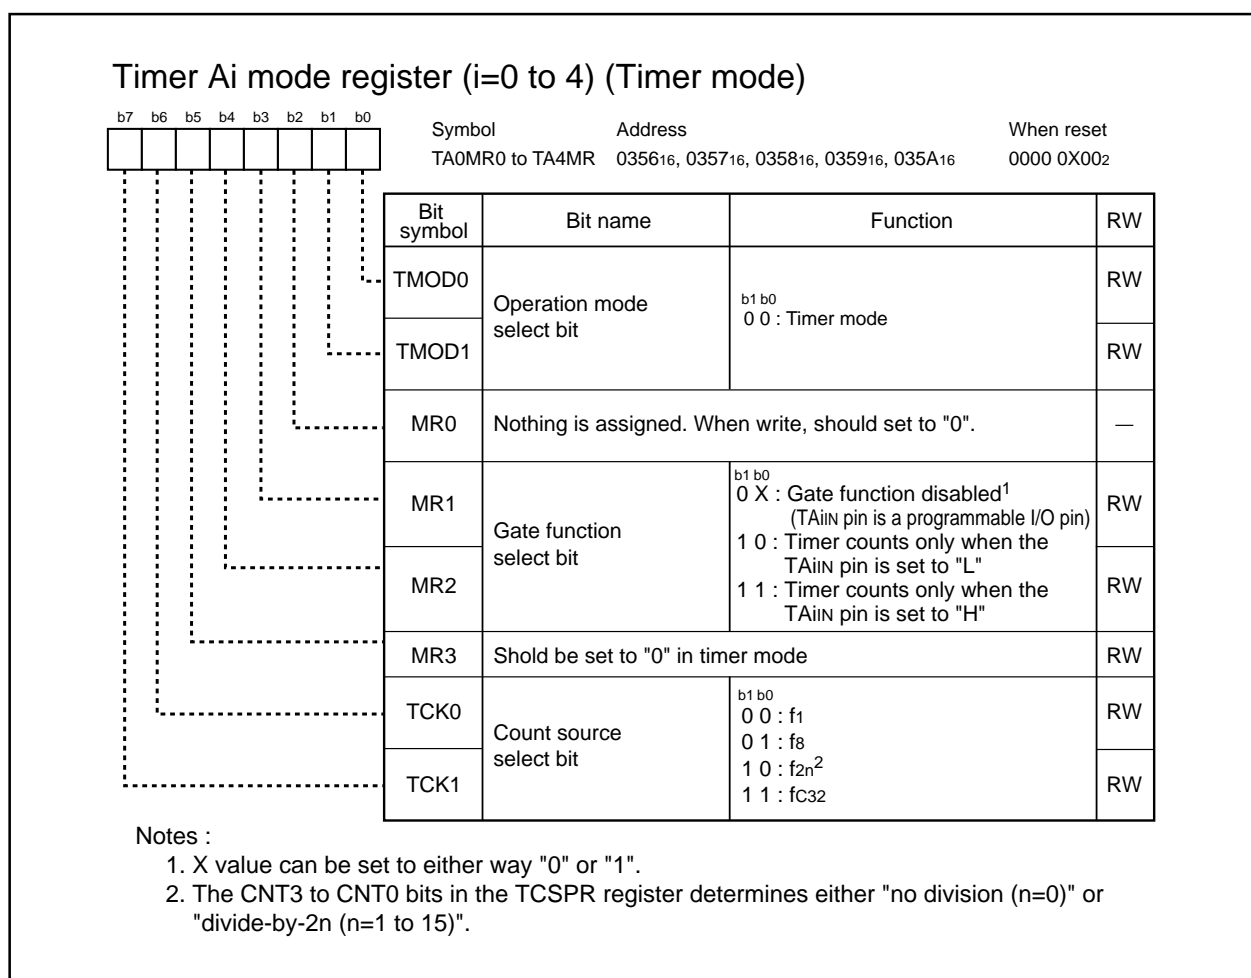 Timer Ai mode register (i=0 to 4) (Timer mode)
b7 b6 b5 b4 b3 b2 b1 b0
Symbol Address When reset
TA0MR0 to TA4MR 035616, 035716, 035816, 035916, 035A16 0000 0X002
Bit symbol Bit name Function RW
TMOD0 RW
Operation mode
select bit
b1 b0
0 0 : Timer mode
TMOD1 RW
MR0 Nothing is assigned. When write, should set to "0". —
MR1 RW
Gate function
select bit
b1 b0
0 X : Gate function disabled1
(TAiIN pin is a programmable I/O pin)
1 0 : Timer counts only when the
TAiIN pin is set to "L"
1 1 : Timer counts only when the
TAiIN pin is set to "H"
MR2 RW
MR3 Shold be set to "0" in timer mode RW
TCK0 RW
Count source
select bit
b1 b0
0 0 : f1
0 1 : f8
1 0 : f2n2
1 1 : fC32
TCK1 RW
Notes :
1. X value can be set to either way "0" or "1".
2. The CNT3 to CNT0 bits in the TCSPR register determines either "no division (n=0)" or
"divide-by-2n (n=1 to 15)".